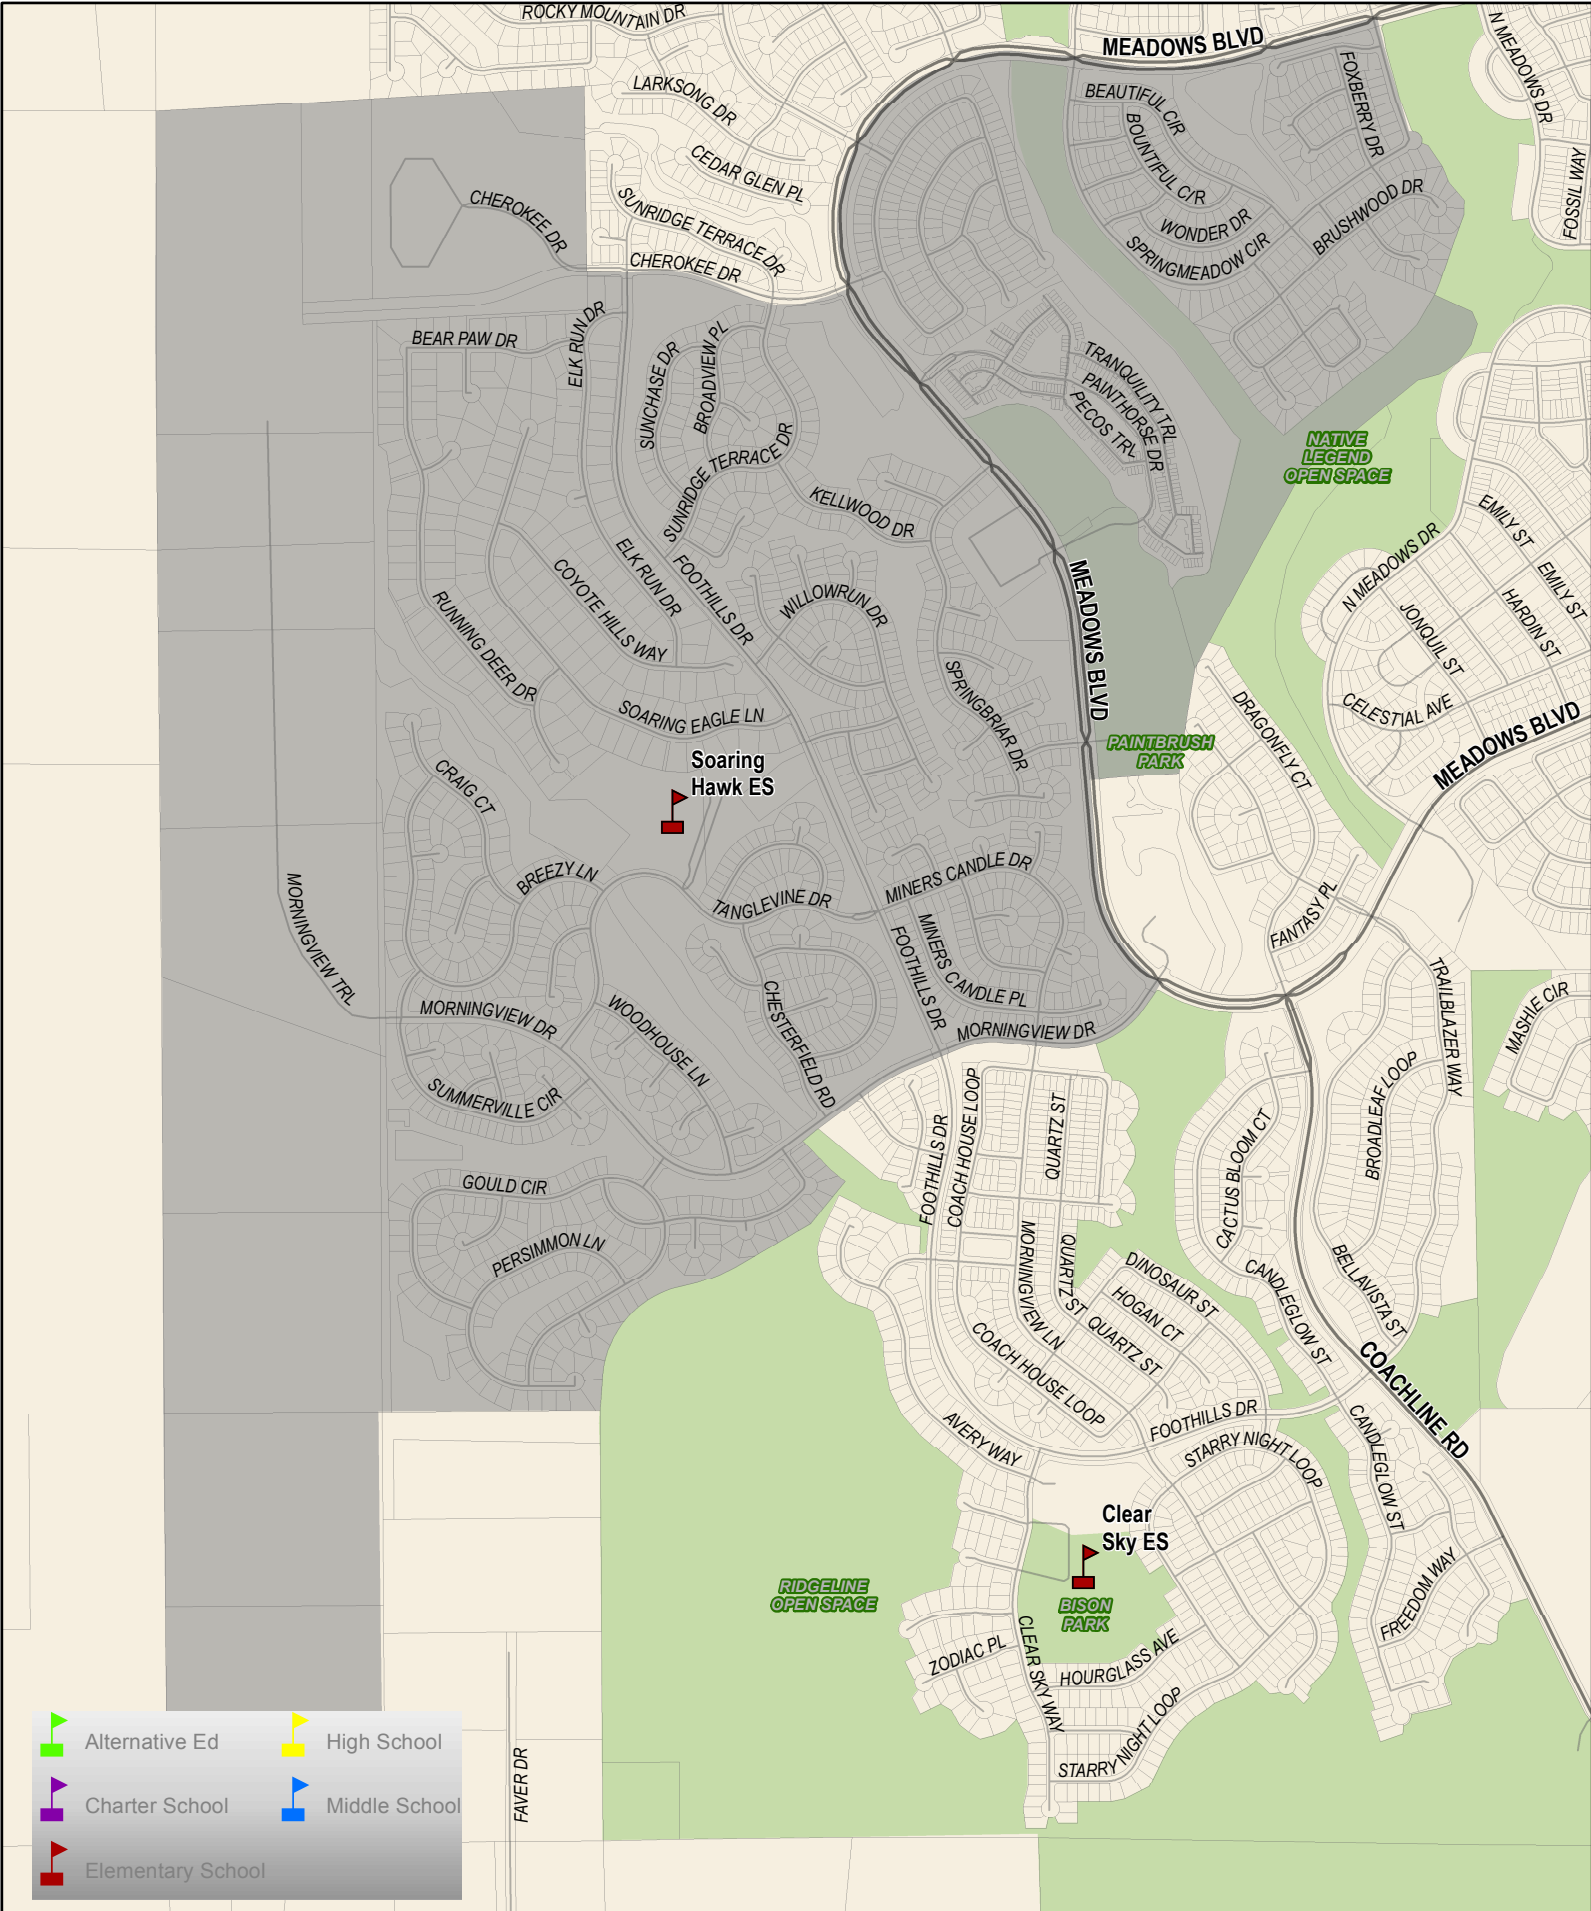 ROCKY MOUNTAIN DR
MEADOWS BLVD
N MEADOWS DR
LARKSONG DR
BEAUTIFUL CIR
FOXBERRY DR
BOUNTIFUL CIR
CEDAR GLEN PL
FOSSIL WAY
CHEROKEE DR
SUNRIDGE TERRACE DR
WONDER DR
BRUSHWOOD DR
SPRINGMEADOW CIR
CHEROKEE DR
BEAR PAW DR
ELK RUN DR
SUNCHASE DR
BROADVIEW PL
TRANQUILITY TRL
PAINTHORSE DR
PECOS TRL
NATIVE
LEGEND
OPEN SPACE
SUNRIDGE TERRACE DR
KELLWOOD DR
EMILY ST
N MEADOWS DR
EMILY ST
ELK RUN DR
FOOTHILLS DR
COYOTE HILLS WAY
WILLOWRUN DR
MEADOWS BLVD
HARDIN ST
JONQUIL ST
RUNNING DEER DR
SPRINGBRIAR DR
DRAGONFLY CT
CELESTIAL AVE
MEADOWS BLVD
SOARING EAGLE LN
PAINTBRUSH
PARK
Soaring
Hawk ES
CRAIG CT
BREEZY LN
TANGLEVINE DR
MINERS CANDLE DR
FANTASY PL
MORNINGVIEW TRL
FOOTHILLS DR
MINERS CANDLE PL
TRAILBLAZER WAY
MORNINGVIEW DR
WOODHOUSE LN
CHESTERFIELD RD
MORNINGVIEW DR
MASHIE CIR
SUMMERVILLE CIR
COACH HOUSE LOOP
QUARTZ ST
FOOTHILLS DR
BROADLEAF LOOP
CACTUS BLOOM CT
GOULD CIR
PERSIMMON LN
MORNINGVIEW LN
QUARTZ ST
DINOSAUR ST
HOGAN CT
QUARTZ ST
CANDLEGLOW ST
BELLAVISTA ST
COACH HOUSE LOOP
COACHLINE RD
AVERY WAY
FOOTHILLS DR
STARRY NIGHT LOOP
CANDLEGLOW ST
Clear
Sky ES
RIDGELINE
OPEN SPACE
BISON
PARK
FREEDOM WAY
ZODIAC PL
CLEAR SKY WAY
HOURGLASS AVE
STARRY NIGHT LOOP
FAVER DR
Alternative Ed
High School
Charter School
Middle School
Elementary School